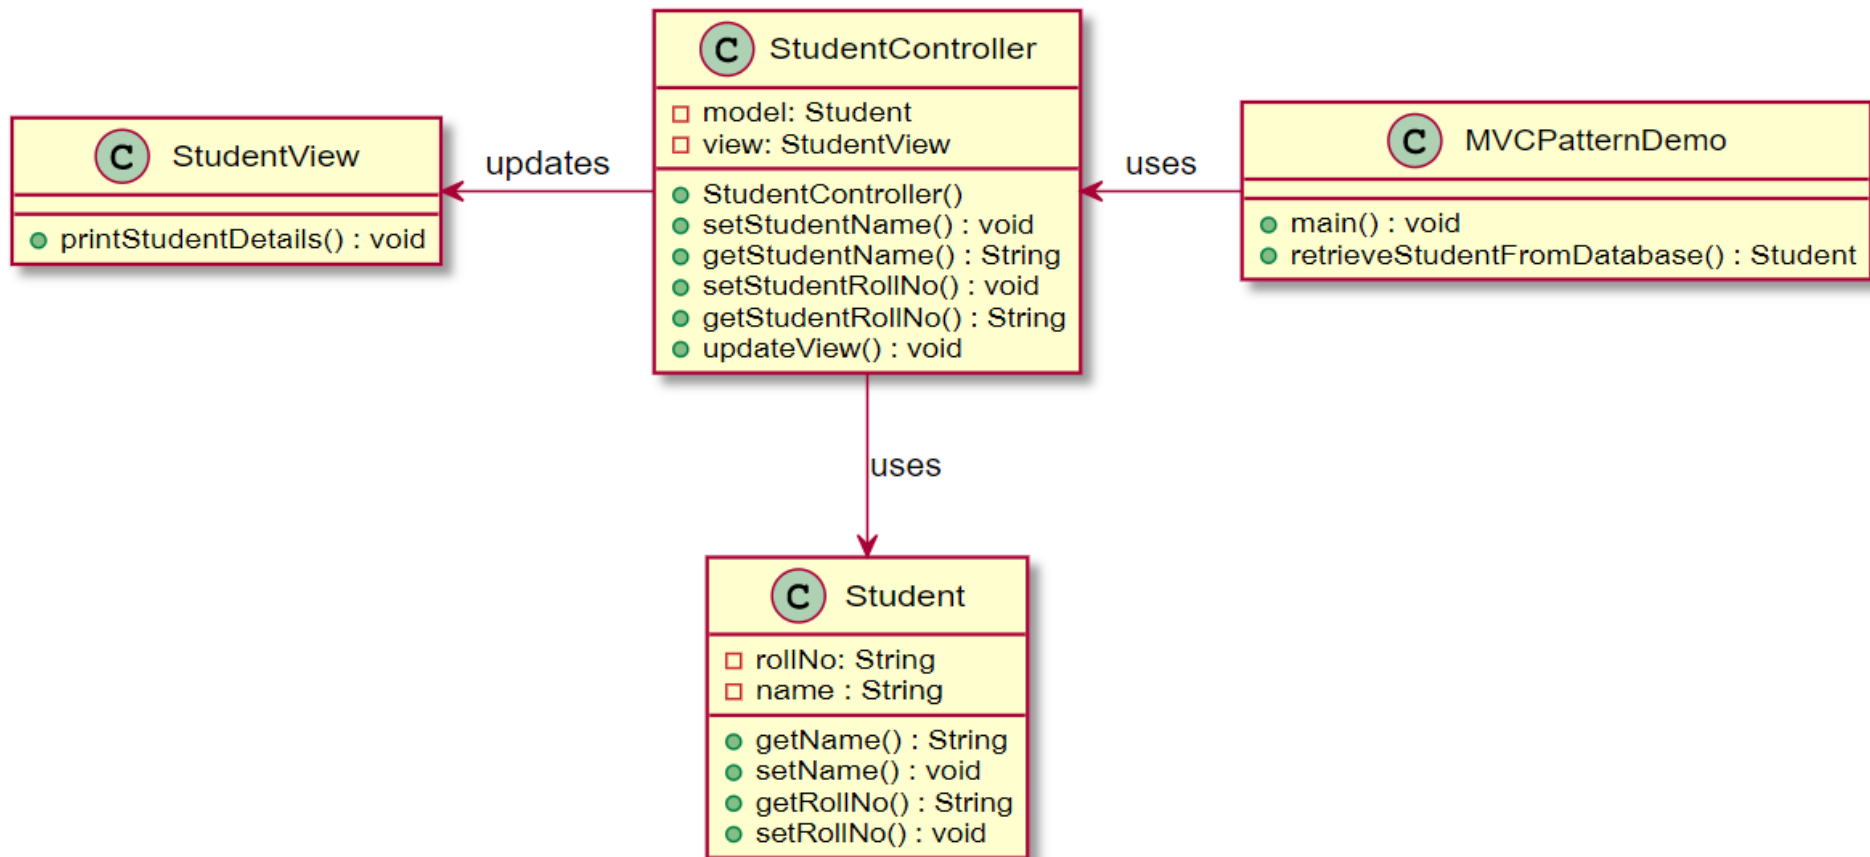 C StudentView
printStudentDetails() : void
updates
C StudentController
model: Student
view: StudentView
StudentController()
setStudentName() : void
getStudentName() : String
setStudentRollNo() : void
getStudentRollNo() : String
updateView() : void
uses
C MVCPatternDemo
main() : void
retrieveStudentFromDatabase() : Student
uses
C Student
rollNo: String
name : String
getName() : String
setName() : void
getRollNo() : String
setRollNo() : void